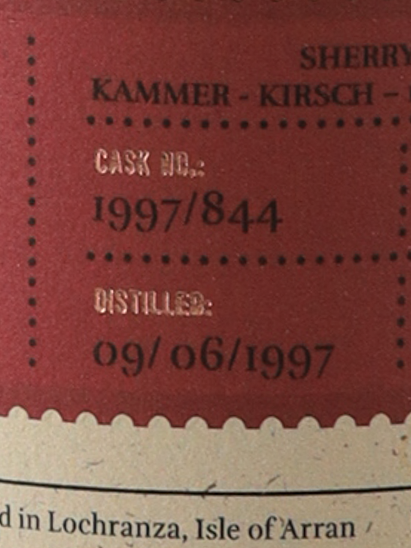 SHERRY
KAMMER - KIRSCH –
CASK NO.:
1997/844
DISTILLED:
09/06/1997
d in Lochranza, Isle of Arran